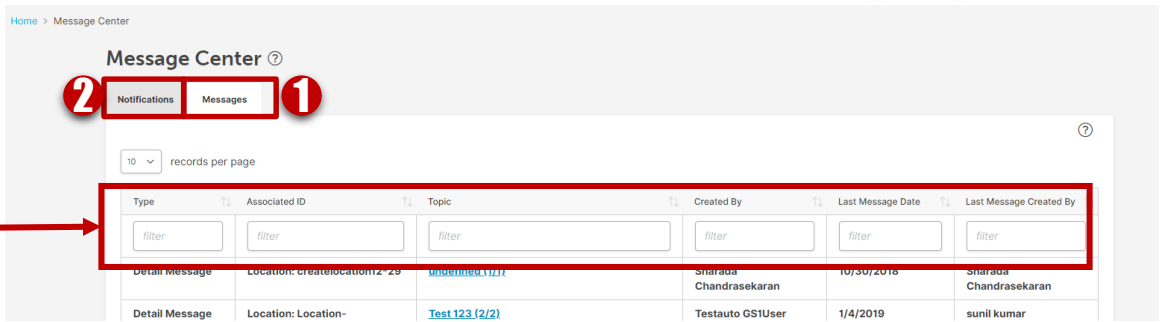 Home > Message Center
Message Center ?
2 Notifications Messages 1
?
10 records per page
Type Associated ID Topic Created By Last Message Date Last Message Created By
filter filter filter filter filter filter
Detail Message Location: createlocation12-29 undefined (1/1) Sharada 10/30/2018 Sharada
Chandrasekaran Chandrasekaran
Detail Message Location: Location- Test 123 (2/2) Testauto GS1User 1/4/2019 sunil kumar